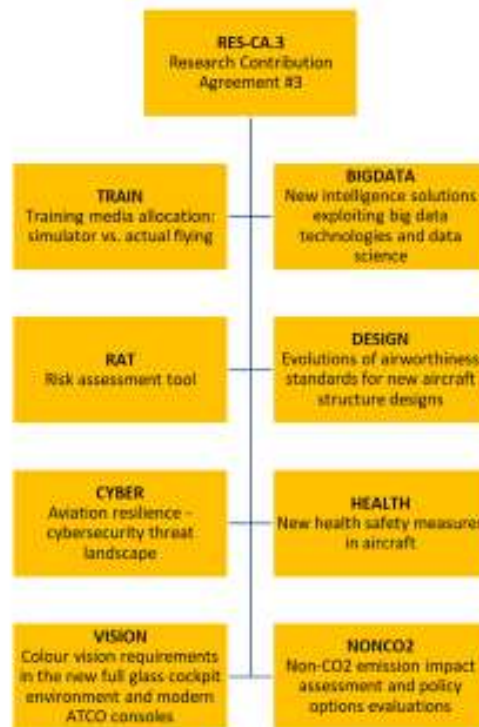 RES-CA.3
Research Contribution
Agreement #3
TRAIN
Training media allocation:
simulator vs. actual flying
BIGDATA
New intelligence solutions
exploiting big data
technologies and data
science
RAT
Risk assessment tool
DESIGN
Evolutions of airworthiness
standards for new aircraft
structure designs
CYBER
Aviation resilience -
cybersecurity threat
landscape
HEALTH
New health safety measures
in aircraft
VISION
Colour vision requirements
in the new full glass cockpit
environment and modern
ATCO consoles
NONCO2
Non-CO2 emission impact
assessment and policy
options evaluations